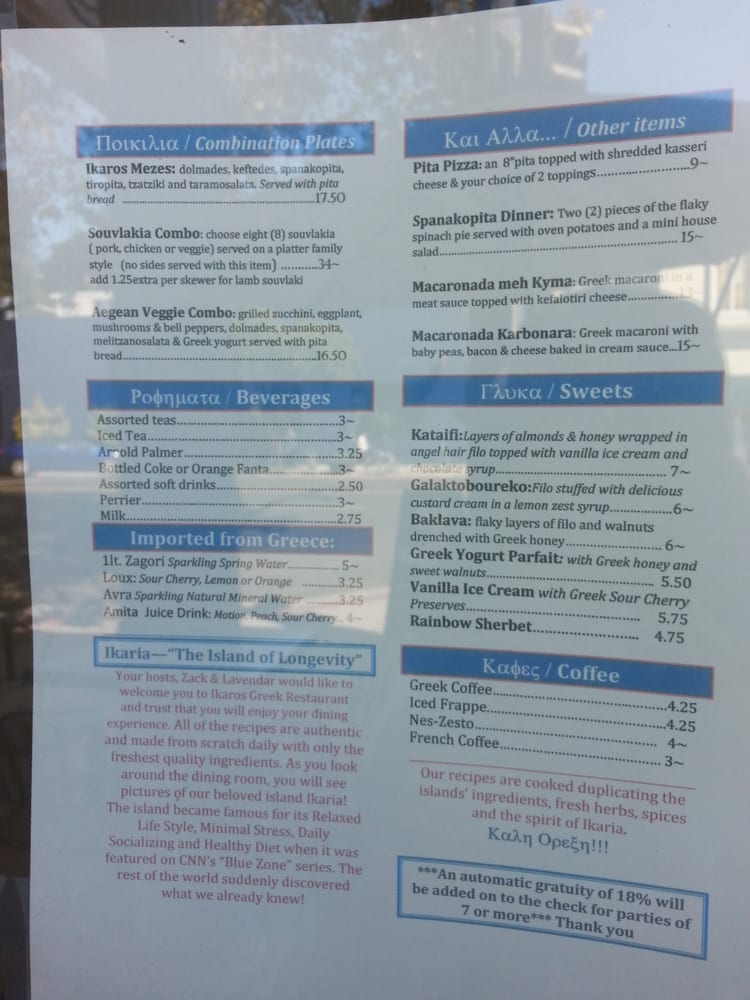 Ποικιλια / Combination Plates
Ikaros Mezes: dolmades, keftedes, spanakopita,
tiropita, tzatziki and taramosalata. Served with pita
bread ........................................................17.50
Souvlakia Combo: choose eight (8) souvlakia
( pork, chicken or veggie) served on a platter family
style (no sides served with this item) ..........34~
add 1.25extra per skewer for lamb souvlaki
Aegean Veggie Combo: grilled zucchini, eggplant,
mushrooms & bell peppers, dolmades, spanakopita,
melitzanosalata & Greek yogurt served with pita
bread........................................................16.50
Ροφηματα / Beverages
Assorted teas............................................3~
Iced Tea....................................................3~
Arnold Palmer..........................................3.25
Bottled Coke or Orange Fanta....................3~
Assorted soft drinks..................................2.50
Perrier......................................................3~
Milk..........................................................2.75
Imported from Greece:
1lt. Zagori Sparkling Spring Water.............. 5~
Loux: Sour Cherry, Lemon or Orange ..........3.25
Avra Sparkling Natural Mineral Water ..........3.25
Amita Juice Drink: Motion, Peach, Sour Cherry.. 4~
Ikaria—“The Island of Longevity”
Your hosts, Zack & Lavendar would like to
welcome you to Ikaros Greek Restaurant
and trust that you will enjoy your dining
experience. All of the recipes are authentic
and made from scratch daily with only the
freshest quality ingredients. As you look
around the dining room, you will see
pictures of our beloved island Ikaria!
The island became famous for its Relaxed
Life Style, Minimal Stress, Daily
Socializing and Healthy Diet when it was
featured on CNN’s “Blue Zone” series. The
rest of the world suddenly discovered
what we already knew!
Και Αλλα... / Other items
Pita Pizza: an 8"pita topped with shredded kasseri
cheese & your choice of 2 toppings........................9~
Spanakopita Dinner: Two (2) pieces of the flaky
spinach pie served with oven potatoes and a mini house
salad.............................................................. 15~
Macaronada meh Kyma: Greek macaroni in a
meat sauce topped with kefalotiri cheese.............13~
Macaronada Karbonara: Greek macaroni with
baby peas, bacon & cheese baked in cream sauce...15~
Γλυκα / Sweets
Kataifi:Layers of almonds & honey wrapped in
angel hair filo topped with vanilla ice cream and
chocolate syrup............................................ 7~
Galaktoboureko:Filo stuffed with delicious
custard cream in a lemon zest syrup................6~
Baklava: flaky layers of filo and walnuts
drenched with Greek honey............................ 6~
Greek Yogurt Parfait: with Greek honey and
sweet walnuts.............................................. 5.50
Vanilla Ice Cream with Greek Sour Cherry
Preserves.................................................... 5.75
Rainbow Sherbet.......................... 4.75
Καφες / Coffee
Greek Coffee................................................4.25
Iced Frappe..................................................4.25
Nes-Zesto.................................................... 4~
French Coffee................................................ 3~
Our recipes are cooked duplicating the
islands’ ingredients, fresh herbs, spices
and the spirit of Ikaria.
Καλη Ορεξη!!!
***An automatic gratuity of 18% will
be added on to the check for parties of
7 or more*** Thank you